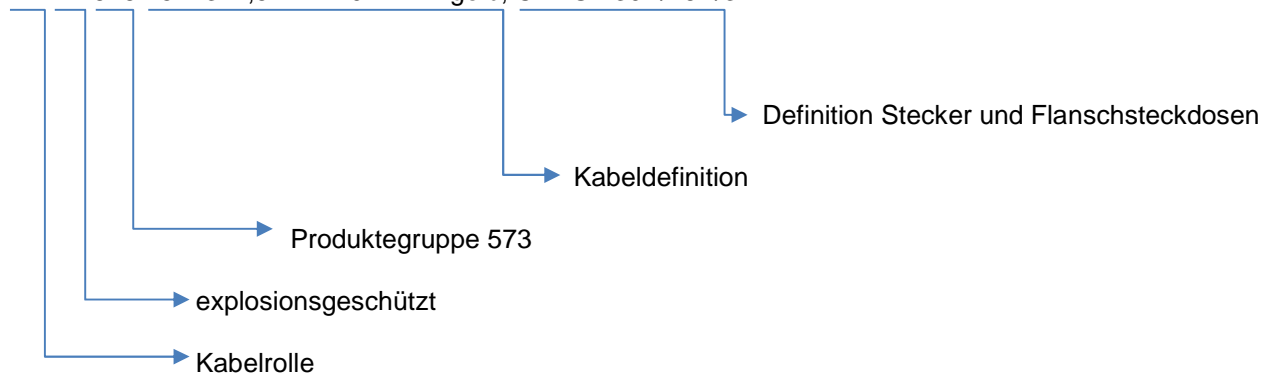 Definition Stecker und Flanschsteckdosen
Kabeldefinition
Produktegruppe 573
explosionsgeschützt
Kabelrolle